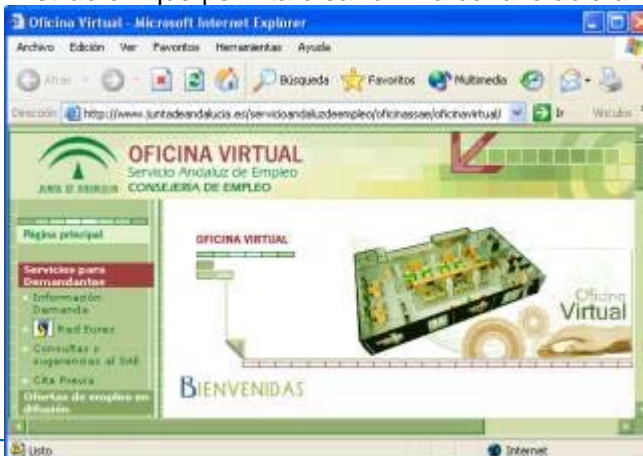 Oficina Virtual - Microsoft Internet Explorer
Archivo Edición Ver Favoritos Herramientas Ayuda
Atrás Búsqueda Favoritos Multimedia
Dirección http://www.juntadeandalucia.es/servicioandaluzdeempleo/oficinassae/oficinavirtual/ Ir Vínculos
OFICINA VIRTUAL
Servicio Andaluz de Empleo
CONSEJERIA DE EMPLEO
JUNTA DE ANDALUCIA
Página principal
OFICINA VIRTUAL
Servicios para
Demandantes
Información
Demanda
Red Eures
Consultas y
sugerencias al SAE
Cita Previa
Ofertas de empleo en
difusión
Oficina
Virtual
BIENVENIDAS
Listo Internet